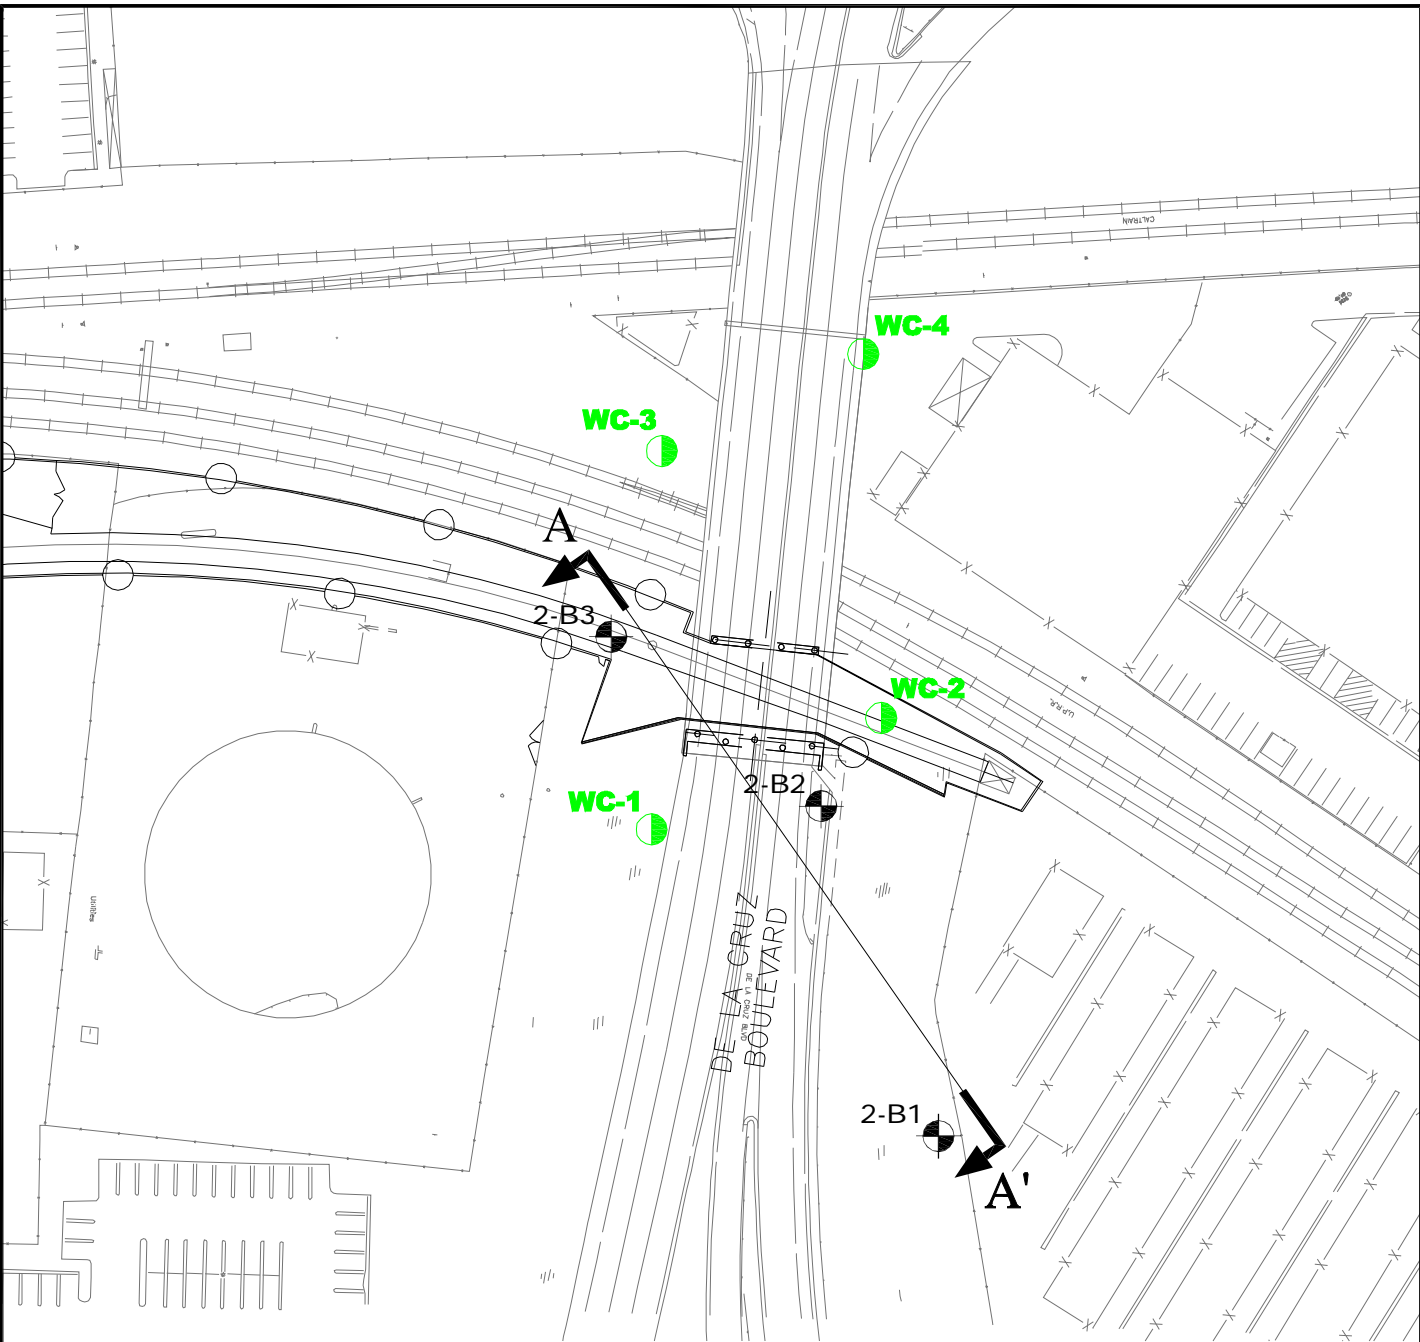 CALTRAIN
WC-4
WC-3
A
2-B3
WC-2
U.P.R.R.
2-B2
WC-1
Utilities
DE LA CRUZ
BOULEVARD
DE LA CRUZ BLVD
2-B1
A'